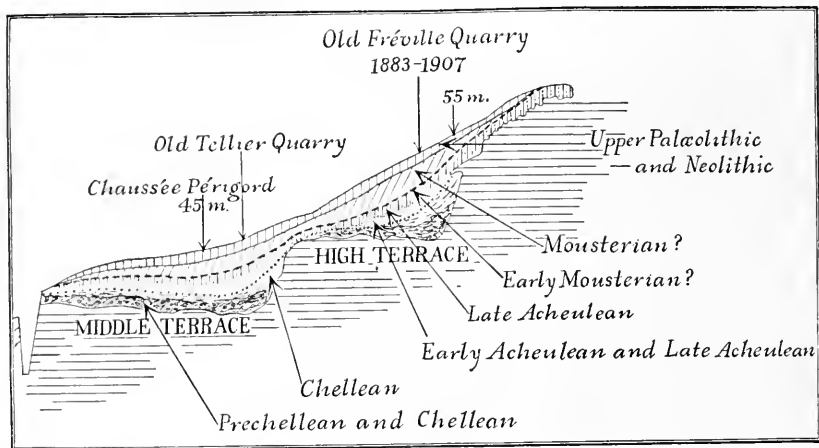 Old Fréville Quarry
1883-1907
55 m.
Old Tellier Quarry
Upper Palæolithic
— and Neolithic
Chaussée Périgord
45 m.
Mousterian?
HIGH TERRACE
Early Mousterian?
Late Acheulean
MIDDLE TERRACE
Early Acheulean and Late Acheulean
Chellean
Prechellean and Chellean